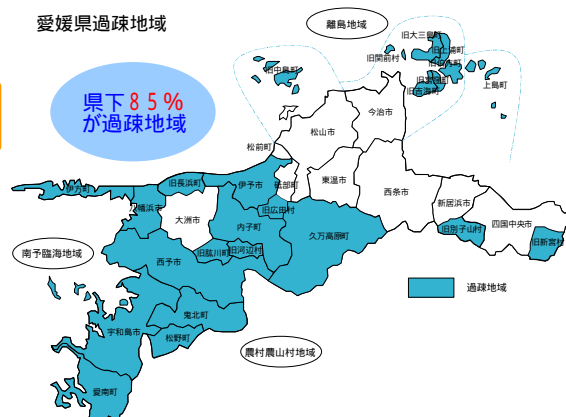 愛媛県過疎地域
離島地域
県下85%
が過疎地域
旧大三島町
旧上浦町
旧関前村
旧伯方町
旧中島町
旧宮窪町
旧吉海町
上島町
今治市
松山市
松前町
東温市
西条市
新居浜市
四国中央市
旧長浜町
伊予市
砥部町
伊方町
八幡浜市
大洲市
旧広田村
内子町
久万高原町
旧別子山村
旧新宮村
旧肱川町
旧河辺村
南予臨海地域
西予市
過疎地域
鬼北町
宇和島市
松野町
農村農山村地域
愛南町